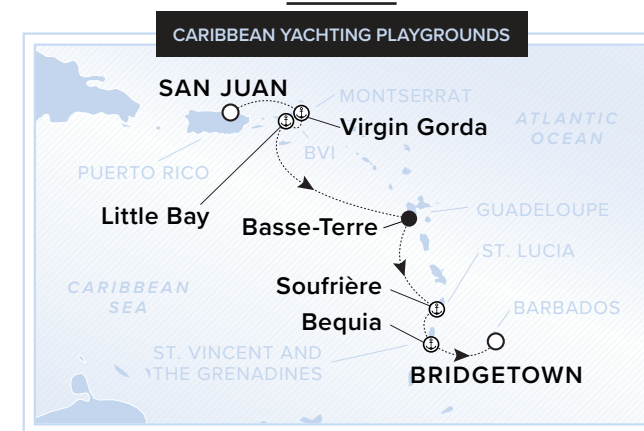 CARIBBEAN YACHTING PLAYGROUNDS
SAN JUAN
MONTSERRAT
Virgin Gorda
ATLANTIC
OCEAN
BVI
PUERTO RICO
Little Bay
Basse-Terre
GUADELOUPE
ST. LUCIA
CARIBBEAN
SEA
Soufrière
BARBADOS
Bequia
ST. VINCENT AND
THE GRENADINES
BRIDGETOWN